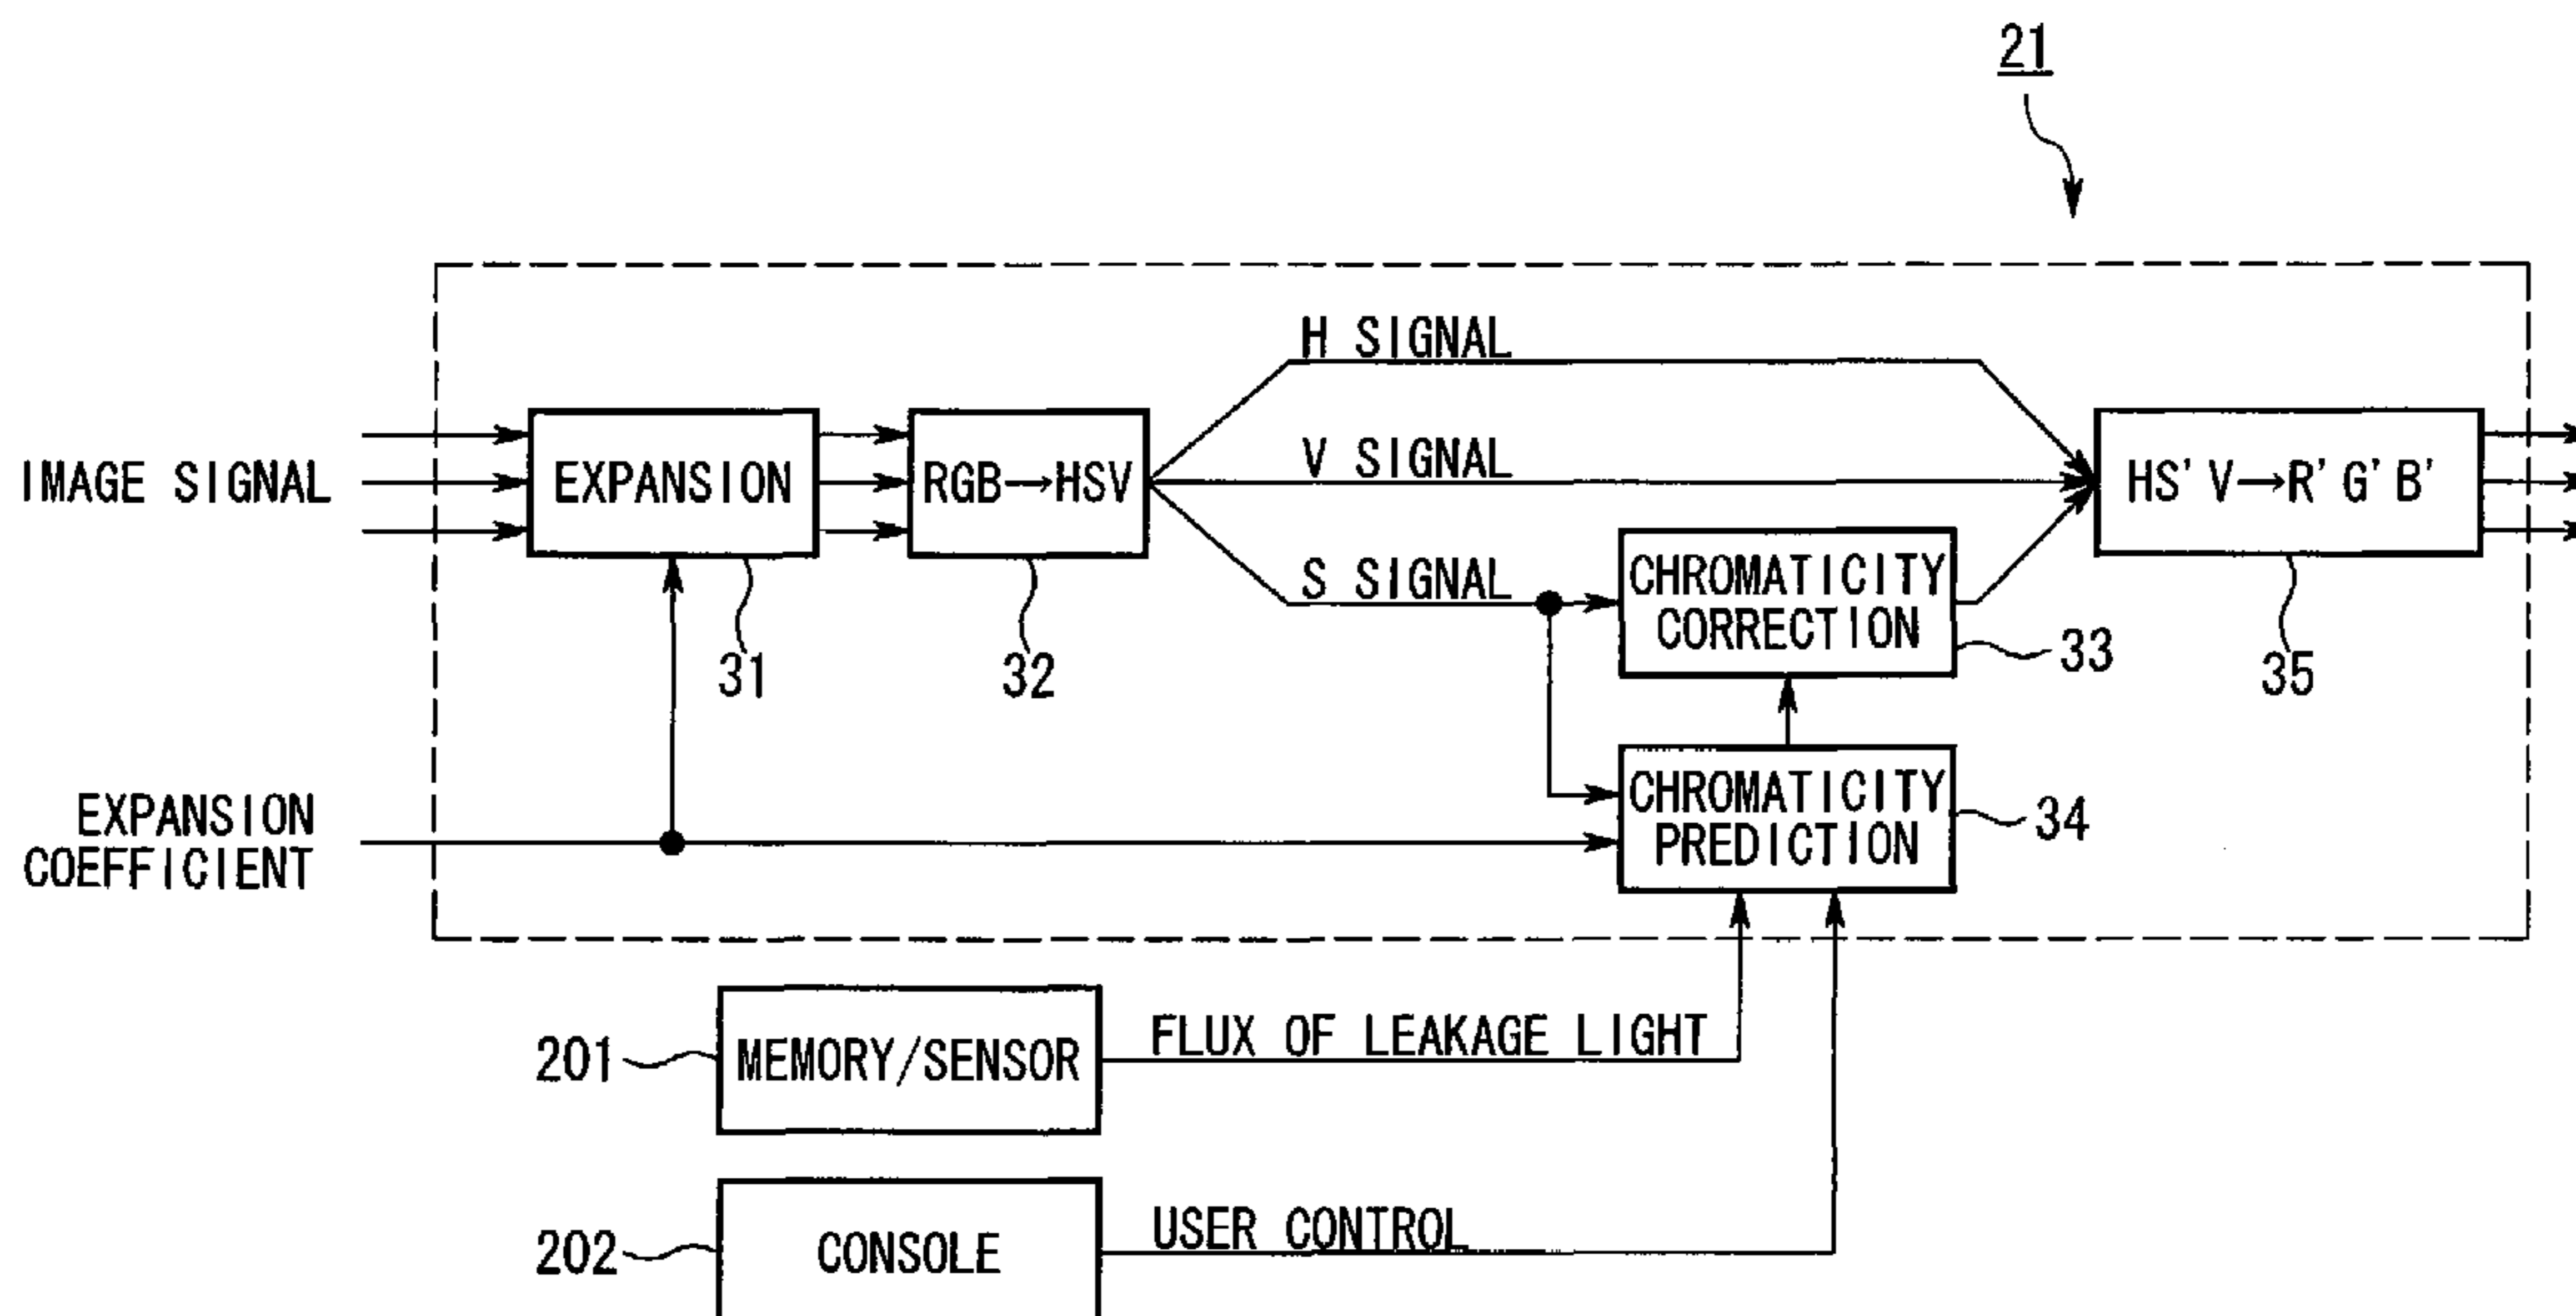 21
H SIGNAL
V SIGNAL
S SIGNAL
IMAGE SIGNAL
EXPANSION
RGB→HSV
HS'V→R'G'B'
31
32
CHROMATICITY
CORRECTION
33
35
EXPANSION
COEFFICIENT
CHROMATICITY
PREDICTION
34
201
MEMORY/SENSOR
FLUX OF LEAKAGE LIGHT
202
CONSOLE
USER CONTROL